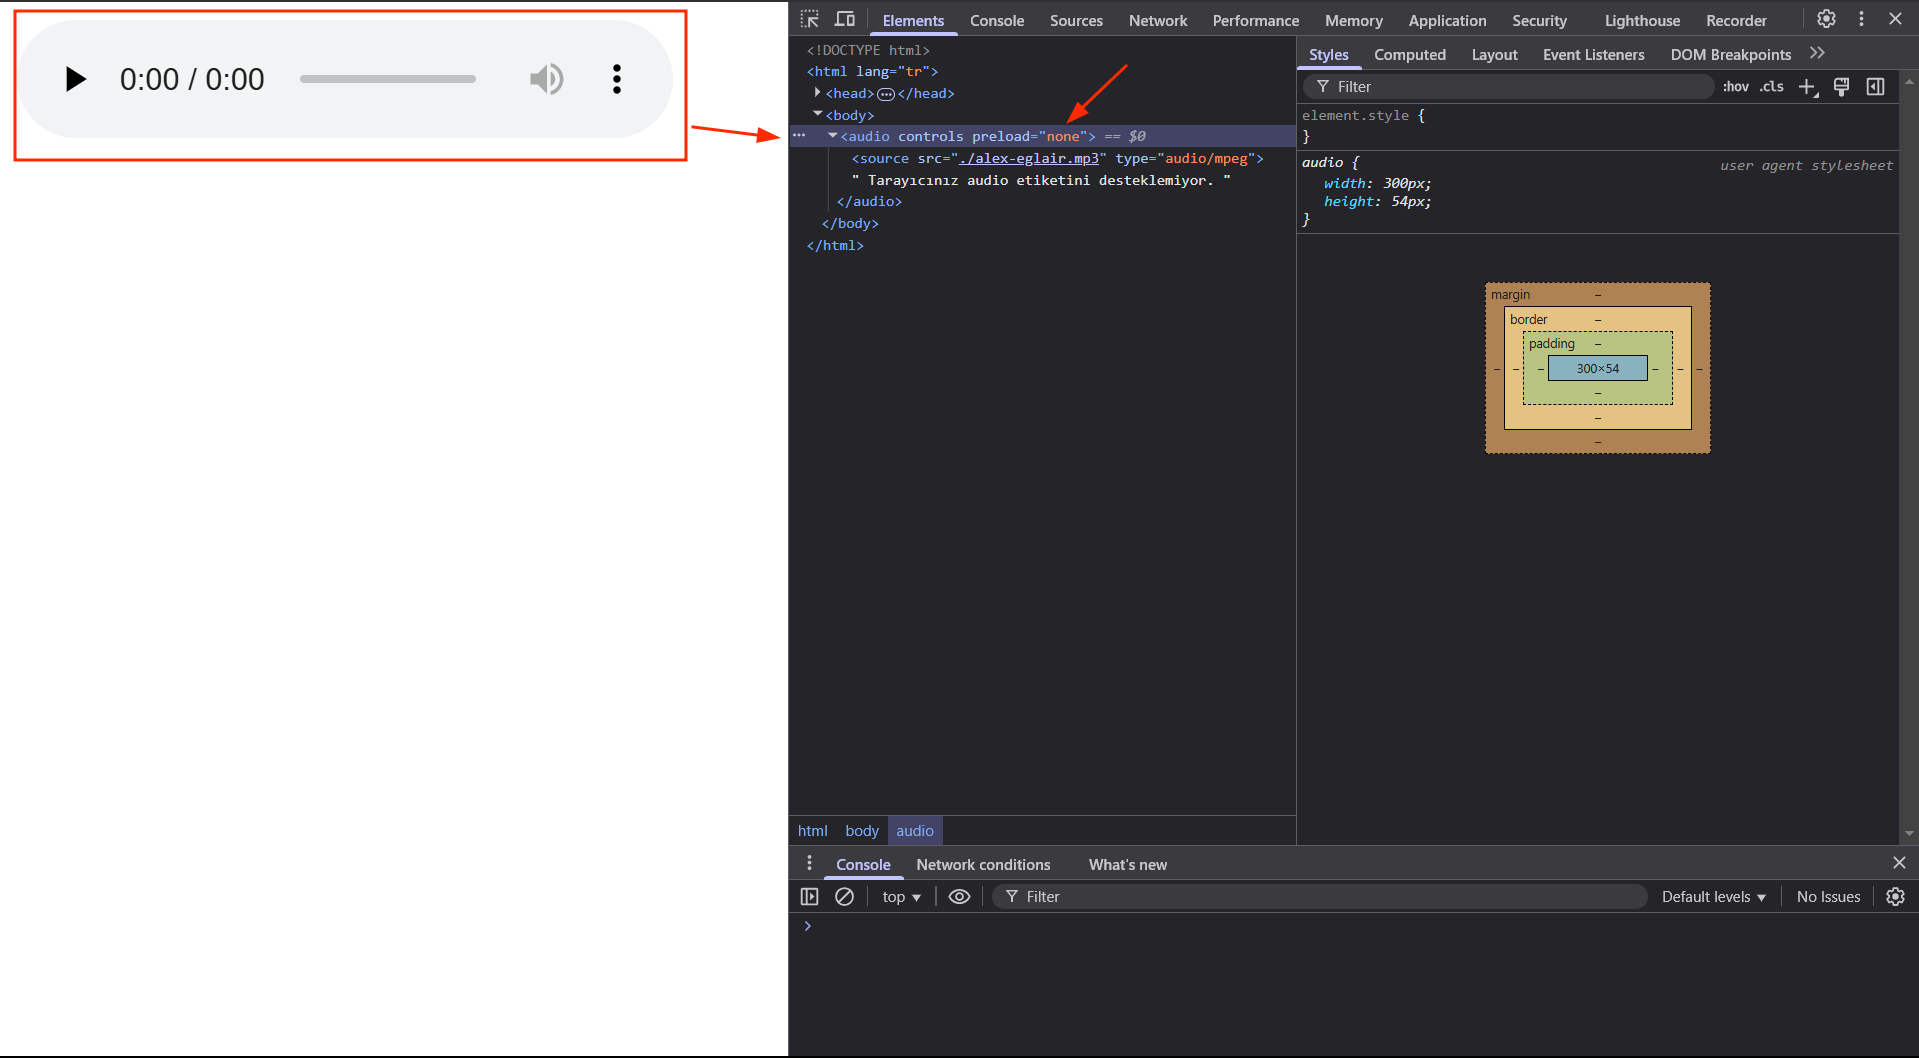 0:00 / 0:00
Elements Console Sources Network Performance Memory Application Security Lighthouse Recorder
<!DOCTYPE html>
<html lang="tr">
<head>…</head>
<body>
<audio controls preload="none"> == $0
<source src="./alex-eglair.mp3" type="audio/mpeg">
" Tarayıcınız audio etiketini desteklemiyor. "
</audio>
</body>
</html>
html body audio
Styles Computed Layout Event Listeners DOM Breakpoints
Filter :hov .cls
element.style {
}
audio { user agent stylesheet
width: 300px;
height: 54px;
}
margin –
border –
padding –
– – – 300×54 – – –
–
–
–
Console Network conditions What's new
top Filter Default levels No Issues